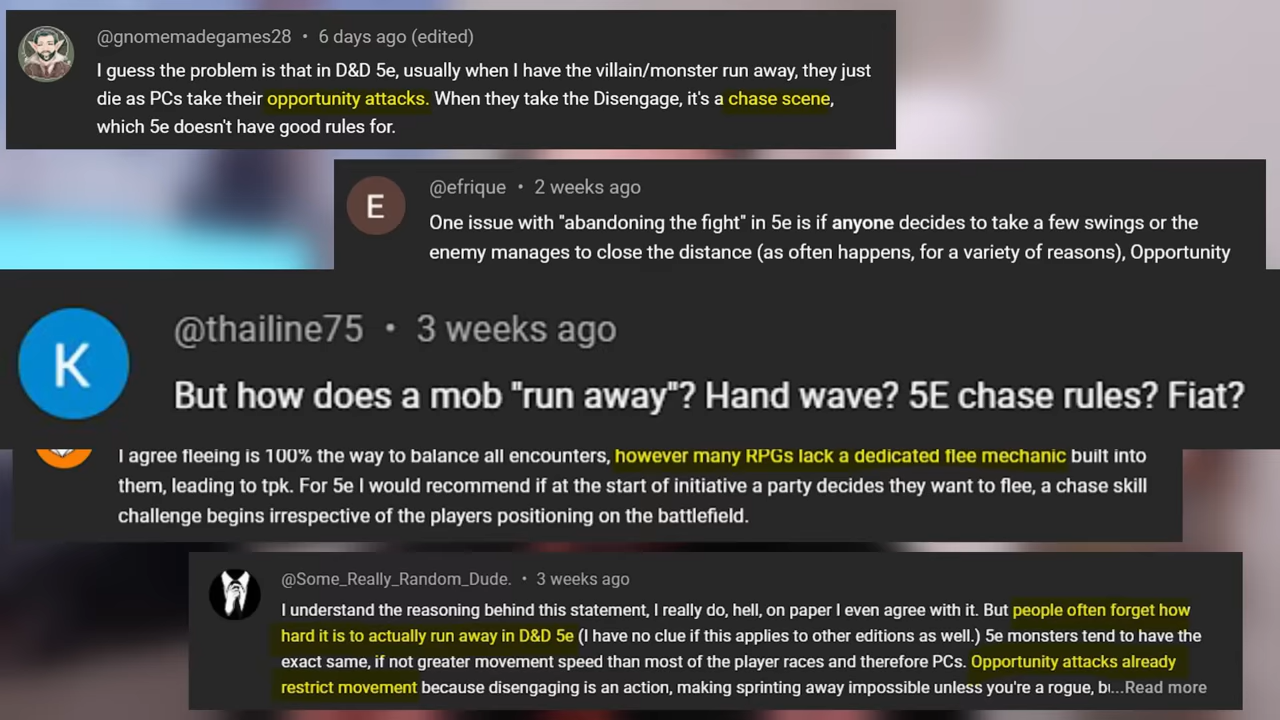 @gnomemadegames28 • 6 days ago (edited)
I guess the problem is that in D&D 5e, usually when I have the villain/monster run away, they just
die as PCs take their opportunity attacks. When they take the Disengage, it's a chase scene,
which 5e doesn't have good rules for.
E
@efrique • 2 weeks ago
One issue with "abandoning the fight" in 5e is if anyone decides to take a few swings or the
enemy manages to close the distance (as often happens, for a variety of reasons), Opportunity
K
@thailine75 • 3 weeks ago
But how does a mob "run away"? Hand wave? 5E chase rules? Fiat?
I agree fleeing is 100% the way to balance all encounters, however many RPGs lack a dedicated flee mechanic built into
them, leading to tpk. For 5e I would recommend if at the start of initiative a party decides they want to flee, a chase skill
challenge begins irrespective of the players positioning on the battlefield.
@Some_Really_Random_Dude. • 3 weeks ago
I understand the reasoning behind this statement, I really do, hell, on paper I even agree with it. But people often forget how
hard it is to actually run away in D&D 5e (I have no clue if this applies to other editions as well.) 5e monsters tend to have the
exact same, if not greater movement speed than most of the player races and therefore PCs. Opportunity attacks already
restrict movement because disengaging is an action, making sprinting away impossible unless you're a rogue, b...Read more